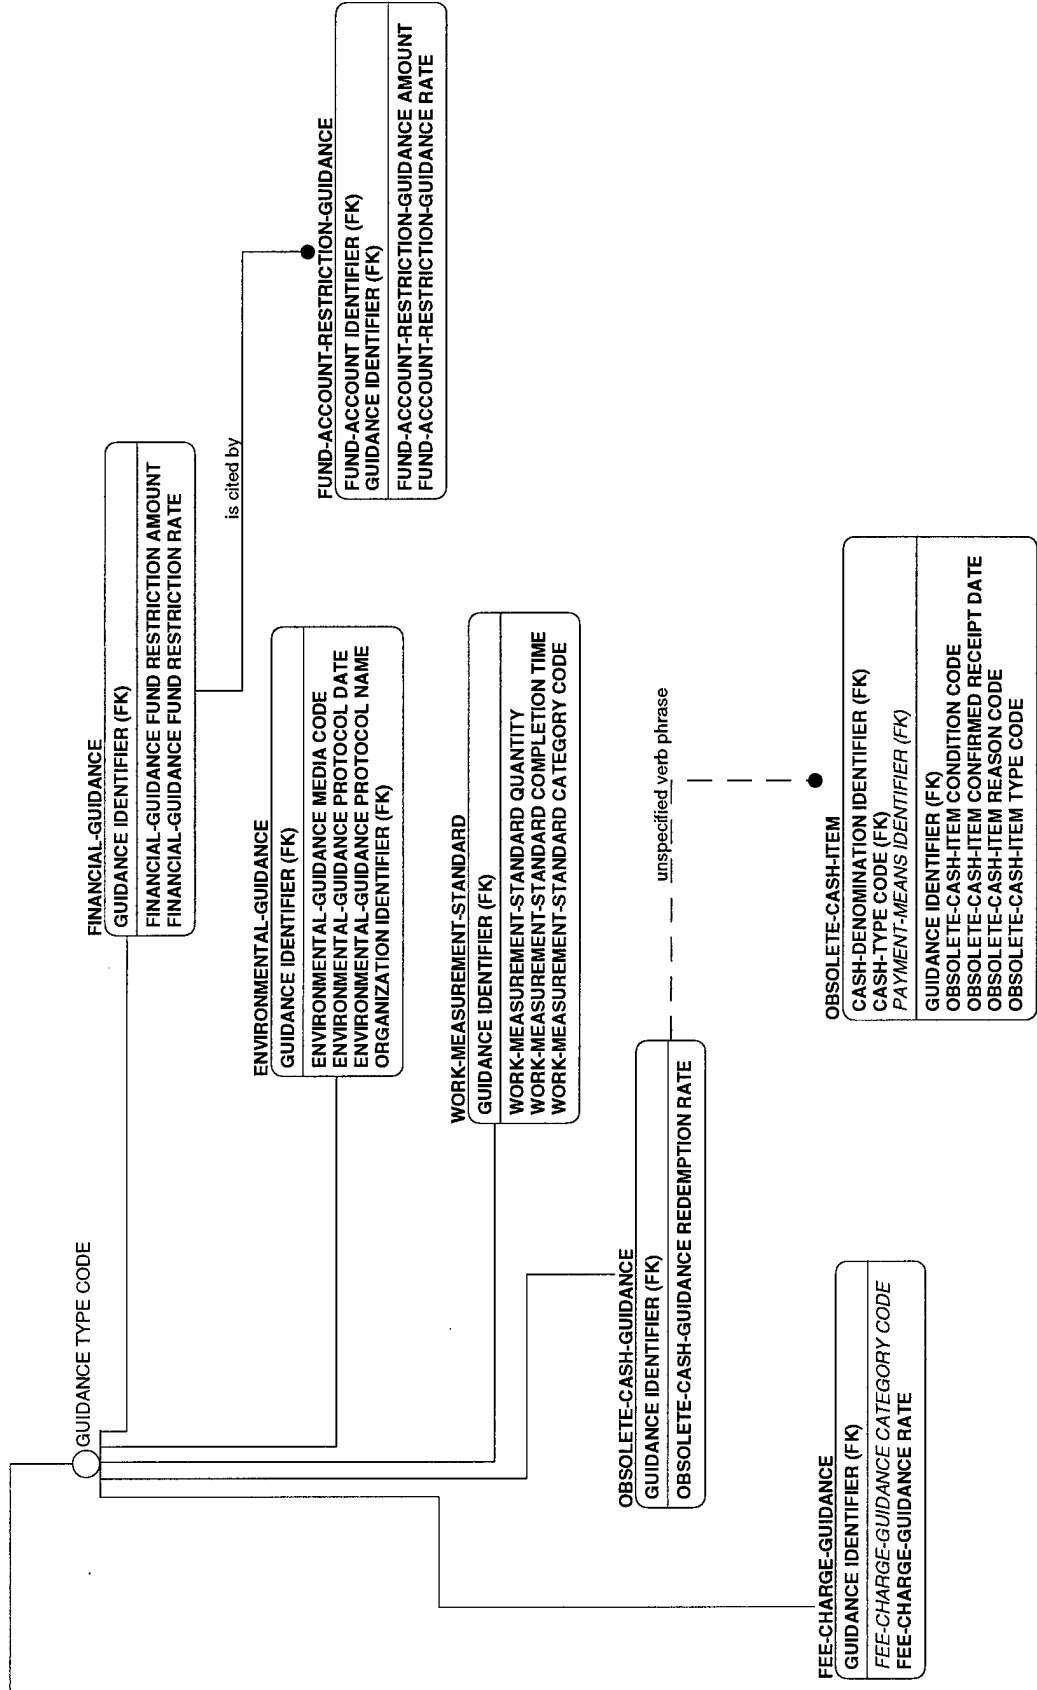 GUIDANCE TYPE CODE
FINANCIAL-GUIDANCE
GUIDANCE IDENTIFIER (FK)
FINANCIAL-GUIDANCE FUND RESTRICTION AMOUNT
FINANCIAL-GUIDANCE FUND RESTRICTION RATE
is cited by
FUND-ACCOUNT-RESTRICTION-GUIDANCE
FUND-ACCOUNT IDENTIFIER (FK)
GUIDANCE IDENTIFIER (FK)
FUND-ACCOUNT-RESTRICTION-GUIDANCE AMOUNT
FUND-ACCOUNT-RESTRICTION-GUIDANCE RATE
ENVIRONMENTAL-GUIDANCE
GUIDANCE IDENTIFIER (FK)
ENVIRONMENTAL-GUIDANCE MEDIA CODE
ENVIRONMENTAL-GUIDANCE PROTOCOL DATE
ENVIRONMENTAL-GUIDANCE PROTOCOL NAME
ORGANIZATION IDENTIFIER (FK)
WORK-MEASUREMENT-STANDARD
GUIDANCE IDENTIFIER (FK)
WORK-MEASUREMENT-STANDARD QUANTITY
WORK-MEASUREMENT-STANDARD COMPLETION TIME
WORK-MEASUREMENT-STANDARD CATEGORY CODE
OBSOLETE-CASH-GUIDANCE
GUIDANCE IDENTIFIER (FK)
OBSOLETE-CASH-GUIDANCE REDEMPTION RATE
unspecified verb phrase
OBSOLETE-CASH-ITEM
CASH-DENOMINATION IDENTIFIER (FK)
CASH-TYPE CODE (FK)
PAYMENT-MEANS IDENTIFIER (FK)
GUIDANCE IDENTIFIER (FK)
OBSOLETE-CASH-ITEM CONDITION CODE
OBSOLETE-CASH-ITEM CONFIRMED RECEIPT DATE
OBSOLETE-CASH-ITEM REASON CODE
OBSOLETE-CASH-ITEM TYPE CODE
FEE-CHARGE-GUIDANCE
GUIDANCE IDENTIFIER (FK)
FEE-CHARGE-GUIDANCE CATEGORY CODE
FEE-CHARGE-GUIDANCE RATE